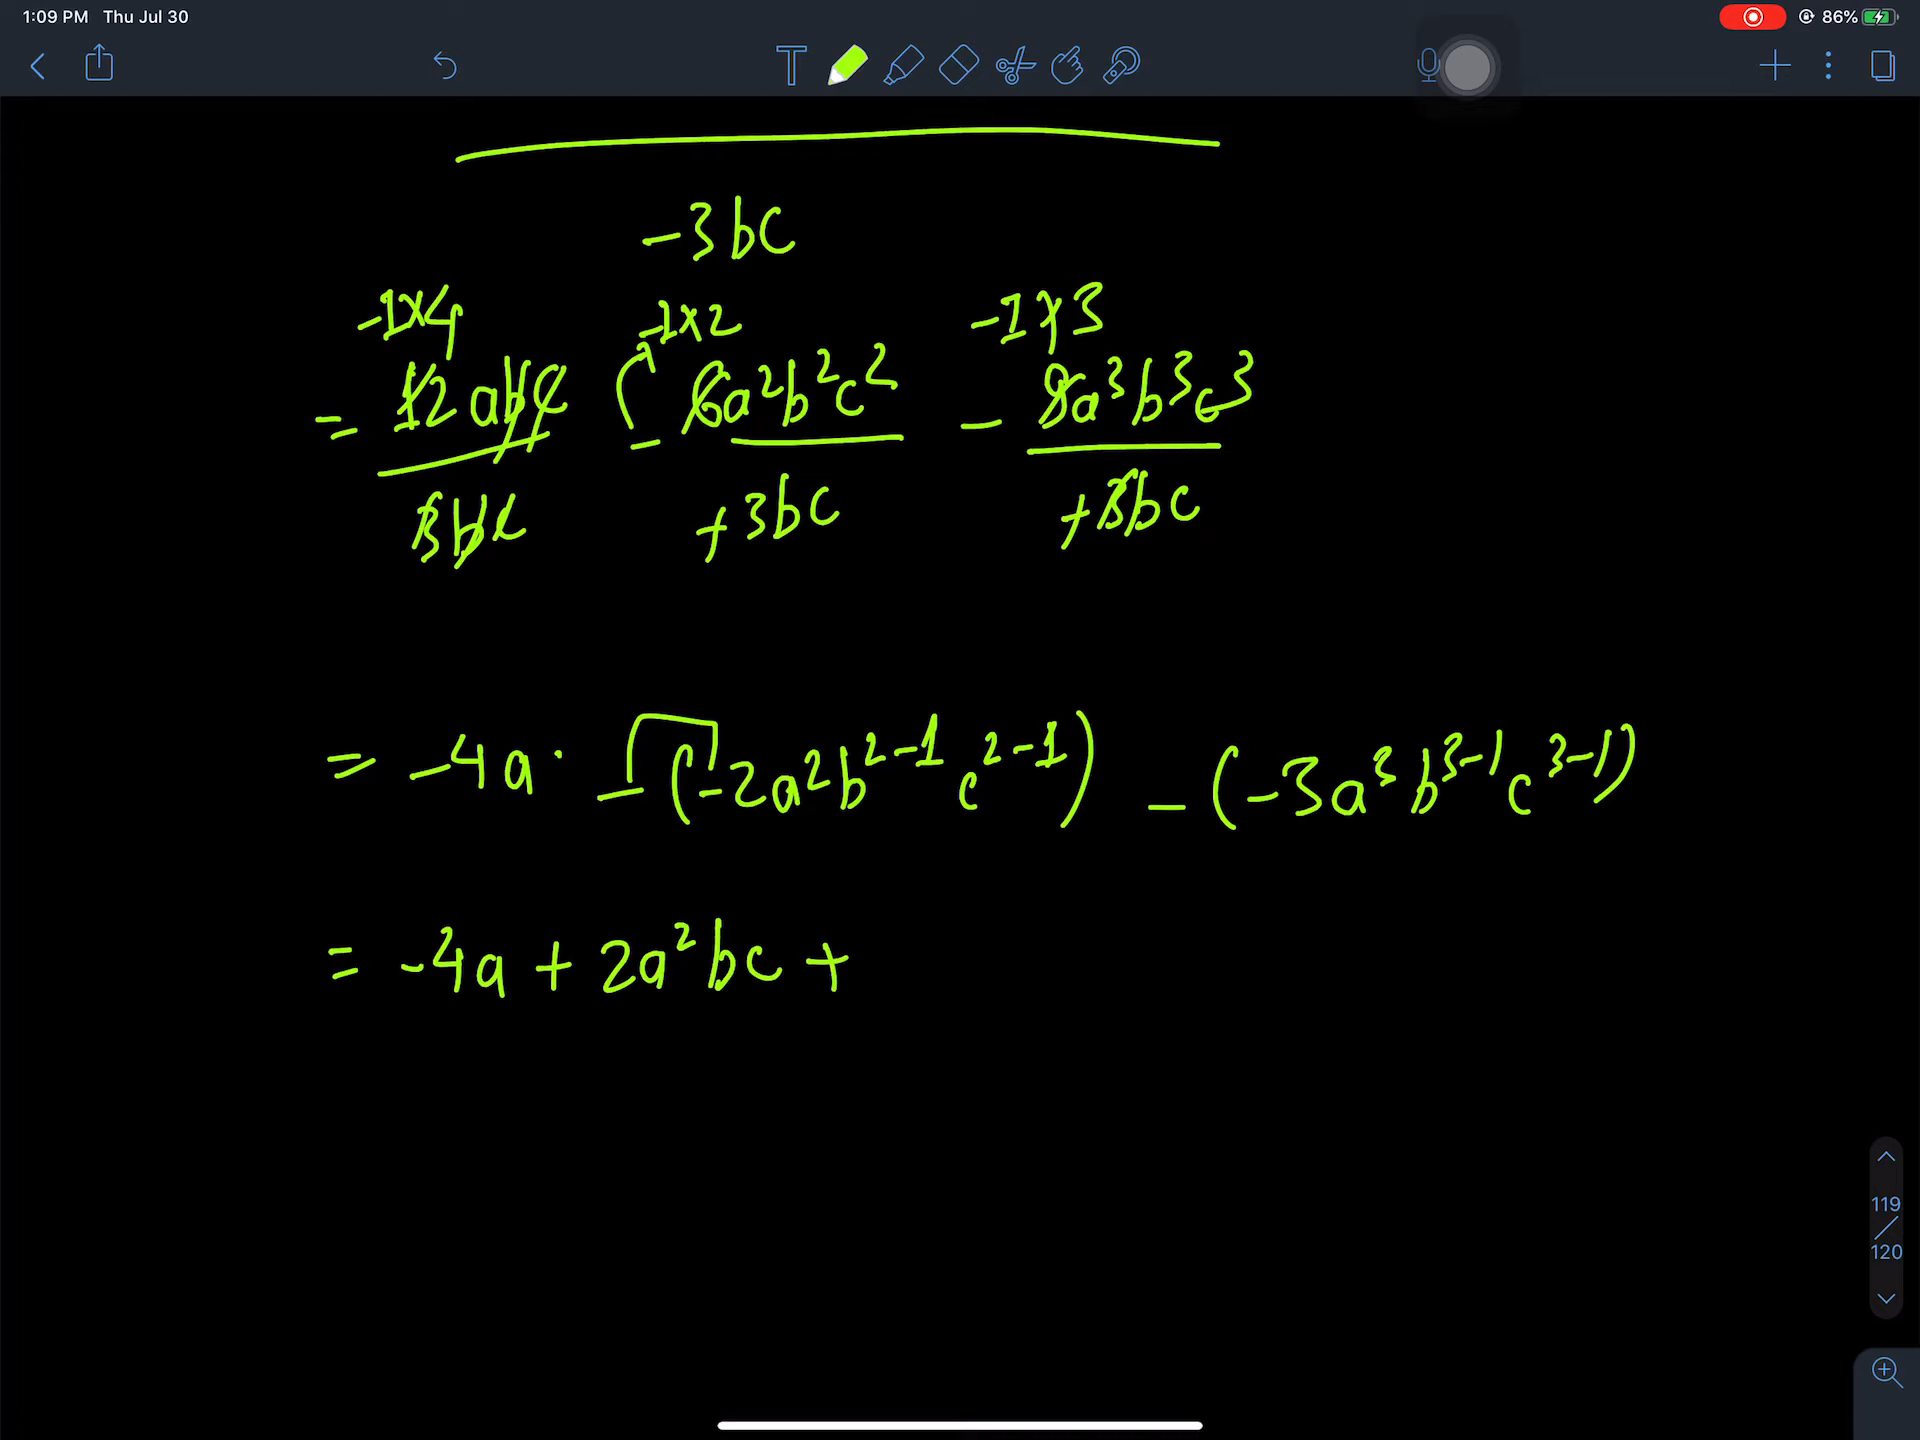 1:09 PM Thu Jul 30
86%
T
-3bc
-1x4 -1x2 -1x3
= 12abc - 6a²b²c² - 9a³b³c³
3bc +3bc +3bc
= -4a · -(-2a²b²⁻¹c²⁻¹) - (-3a³b³⁻¹c³⁻¹)
= -4a + 2a²bc +
119
/
120